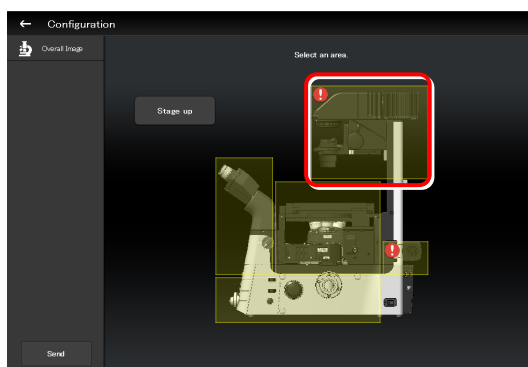 Configuration
Overall Image
Select an area.
Stage up
Send